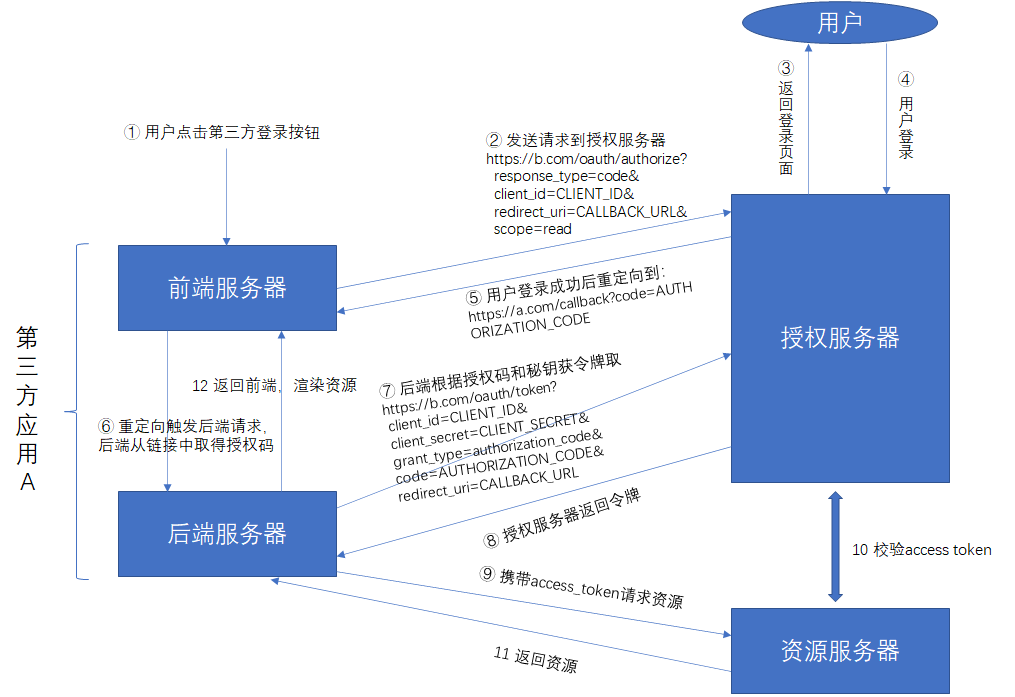 用户
③
返
回
登
录
页
面
④
用
户
登
录
① 用户点击第三方登录按钮
② 发送请求到授权服务器
https://b.com/oauth/authorize?
response_type=code&
client_id=CLIENT_ID&
redirect_uri=CALLBACK_URL&
scope=read
前端服务器
⑤ 用户登录成功后重定向到：
https://a.com/callback?code=AUTH
ORIZATION_CODE
授权服务器
第
三
方
应
用
A
12 返回前端，渲染资源
⑥ 重定向触发后端请求，
后端从链接中取得授权码
⑦ 后端根据授权码和秘钥获令牌取
https://b.com/oauth/token?
client_id=CLIENT_ID&
client_secret=CLIENT_SECRET&
grant_type=authorization_code&
code=AUTHORIZATION_CODE&
redirect_uri=CALLBACK_URL
后端服务器
⑧ 授权服务器返回令牌
10 校验access token
⑨ 携带access_token请求资源
11 返回资源
资源服务器